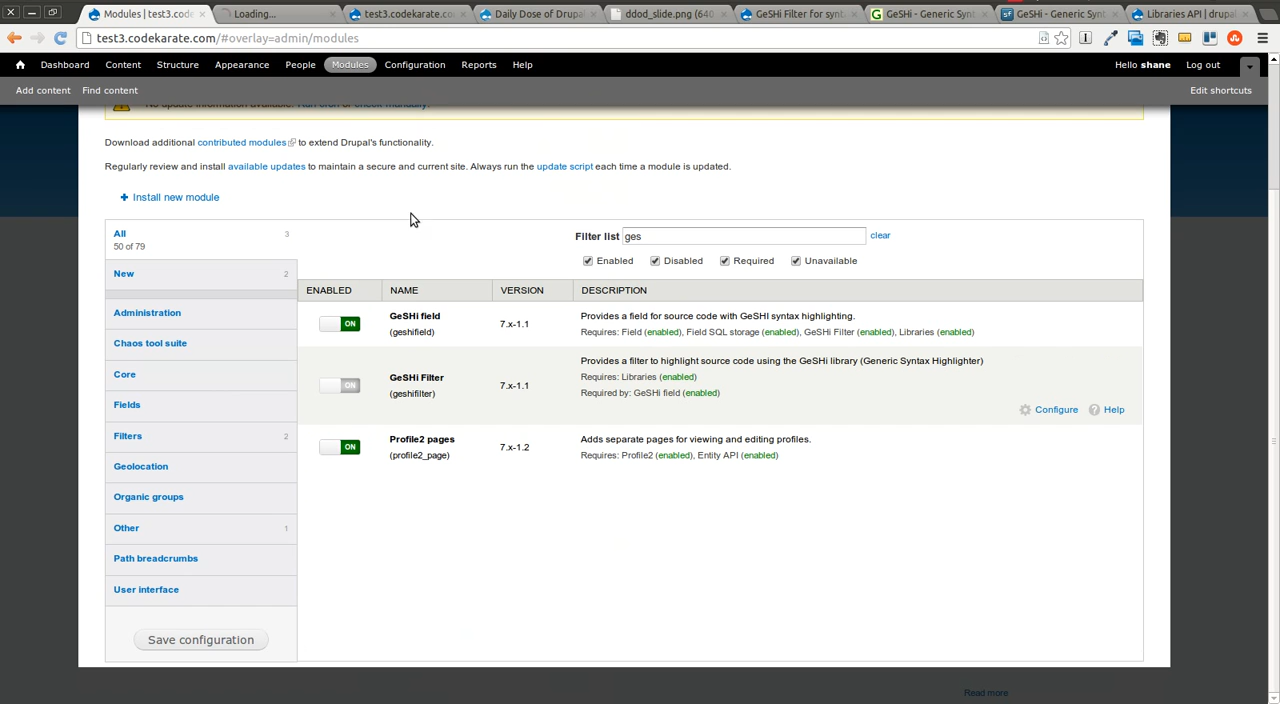 Modules | test3.cod
Loading...
test3.codekarate.com/
Daily Dose of Drupa
ddod_slide.png (640
GeSHi Filter for synt
GeSHi - Generic Synt
GeSHi - Generic Synt
Libraries API | drupal
test3.codekarate.com/#overlay=admin/modules
Dashboard Content Structure Appearance People Modules Configuration Reports Help Hello shane Log out
Add content Find content Edit shortcuts
No update information available. Run cron or check manually.
Download additional contributed modules to extend Drupal's functionality.
Regularly review and install available updates to maintain a secure and current site. Always run the update script each time a module is updated.
+ Install new module
All 3
50 of 79
Filter list ges clear
Enabled Disabled Required Unavailable
New 2
Administration
Chaos tool suite
Core
Fields
Filters 2
Geolocation
Organic groups
Other 1
Path breadcrumbs
User interface
Save configuration
ENABLED NAME VERSION DESCRIPTION
ON GeSHi field 7.x-1.1 Provides a field for source code with GeSHI syntax highlighting.
(geshifield) Requires: Field (enabled), Field SQL storage (enabled), GeSHi Filter (enabled), Libraries (enabled)
Provides a filter to highlight source code using the GeSHi library (Generic Syntax Highlighter)
ON GeSHi Filter 7.x-1.1 Requires: Libraries (enabled)
(geshifilter) Required by: GeSHi field (enabled)
Configure Help
ON Profile2 pages 7.x-1.2 Adds separate pages for viewing and editing profiles.
(profile2_page) Requires: Profile2 (enabled), Entity API (enabled)
Read more